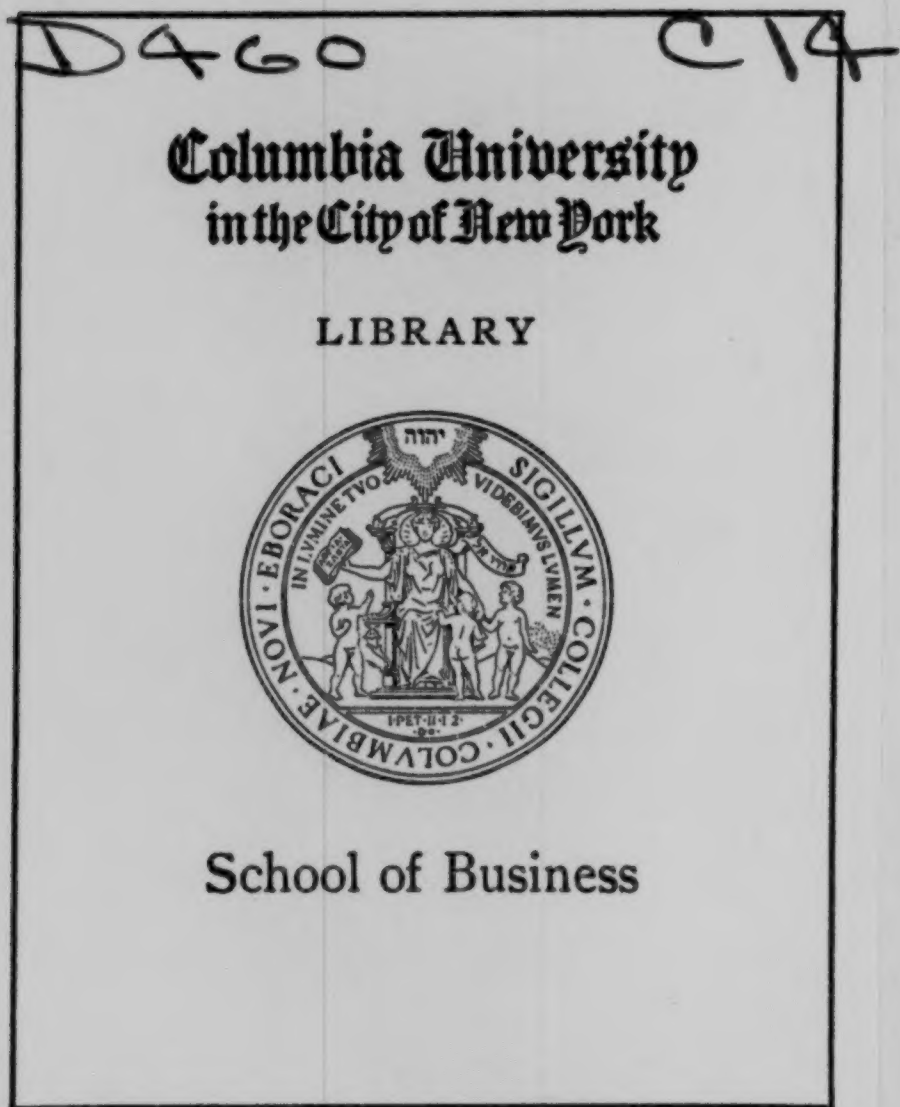 D460 C14
Columbia University
in the City of New York
LIBRARY
יהוה
SIGILLVM · COLLEGII · COLVMBIAE · NOVI · EBORACI
IN LVMINE TVO VIDEBIMVS LVMEN
I·PET·II·1 2·
School of Business